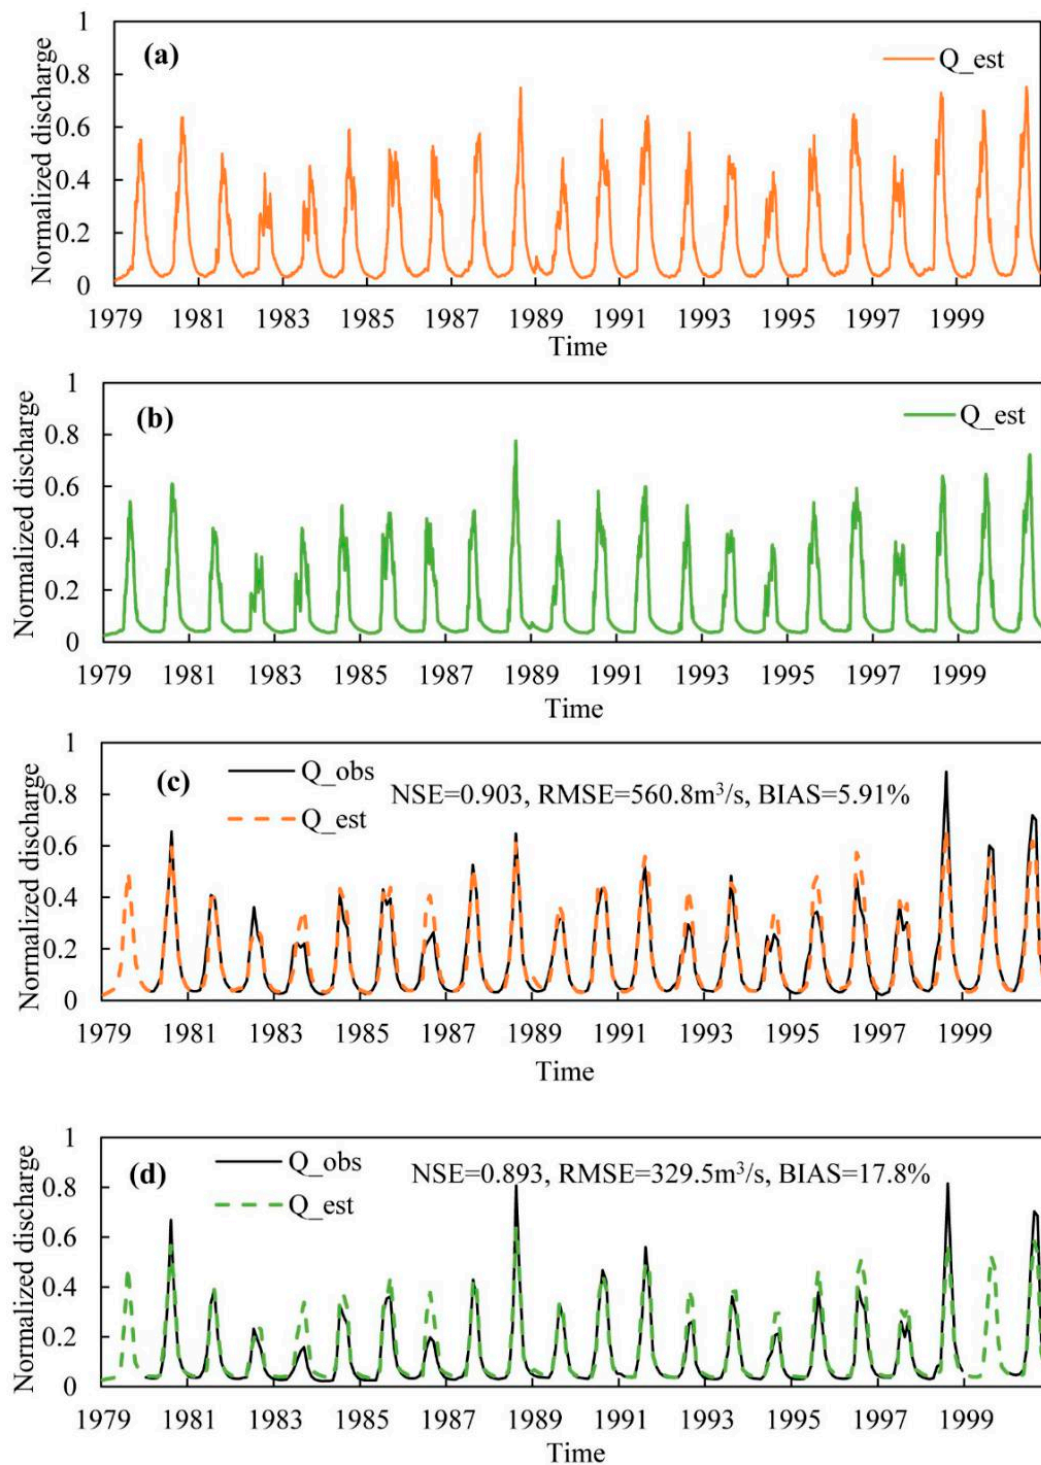 (a)
Q_est
Normalized discharge
1
0.8
0.6
0.4
0.2
0
1979 1981 1983 1985 1987 1989 1991 1993 1995 1997 1999
Time
(b)
Q_est
Normalized discharge
1
0.8
0.6
0.4
0.2
0
1979 1981 1983 1985 1987 1989 1991 1993 1995 1997 1999
Time
(c)
Q_obs
Q_est
NSE=0.903, RMSE=560.8m³/s, BIAS=5.91%
Normalized discharge
1
0.8
0.6
0.4
0.2
0
1979 1981 1983 1985 1987 1989 1991 1993 1995 1997 1999
Time
(d)
Q_obs
Q_est
NSE=0.893, RMSE=329.5m³/s, BIAS=17.8%
Normalized discharge
1
0.8
0.6
0.4
0.2
0
1979 1981 1983 1985 1987 1989 1991 1993 1995 1997 1999
Time